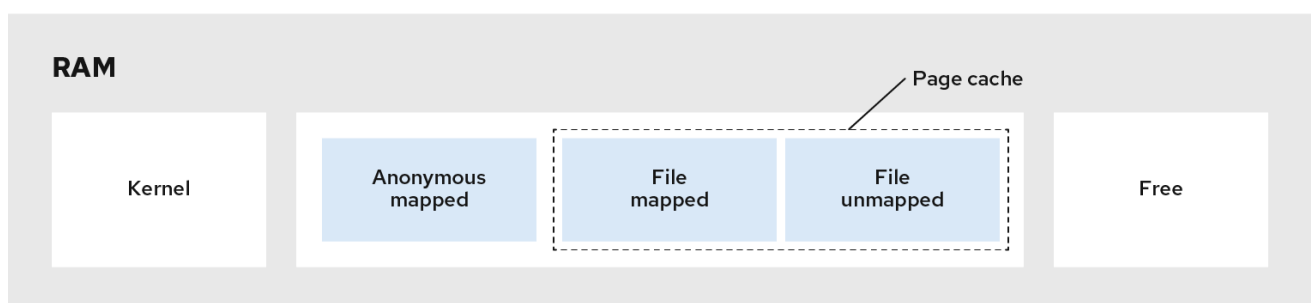 RAM
Page cache
Kernel
Anonymous
mapped
File
mapped
File
unmapped
Free